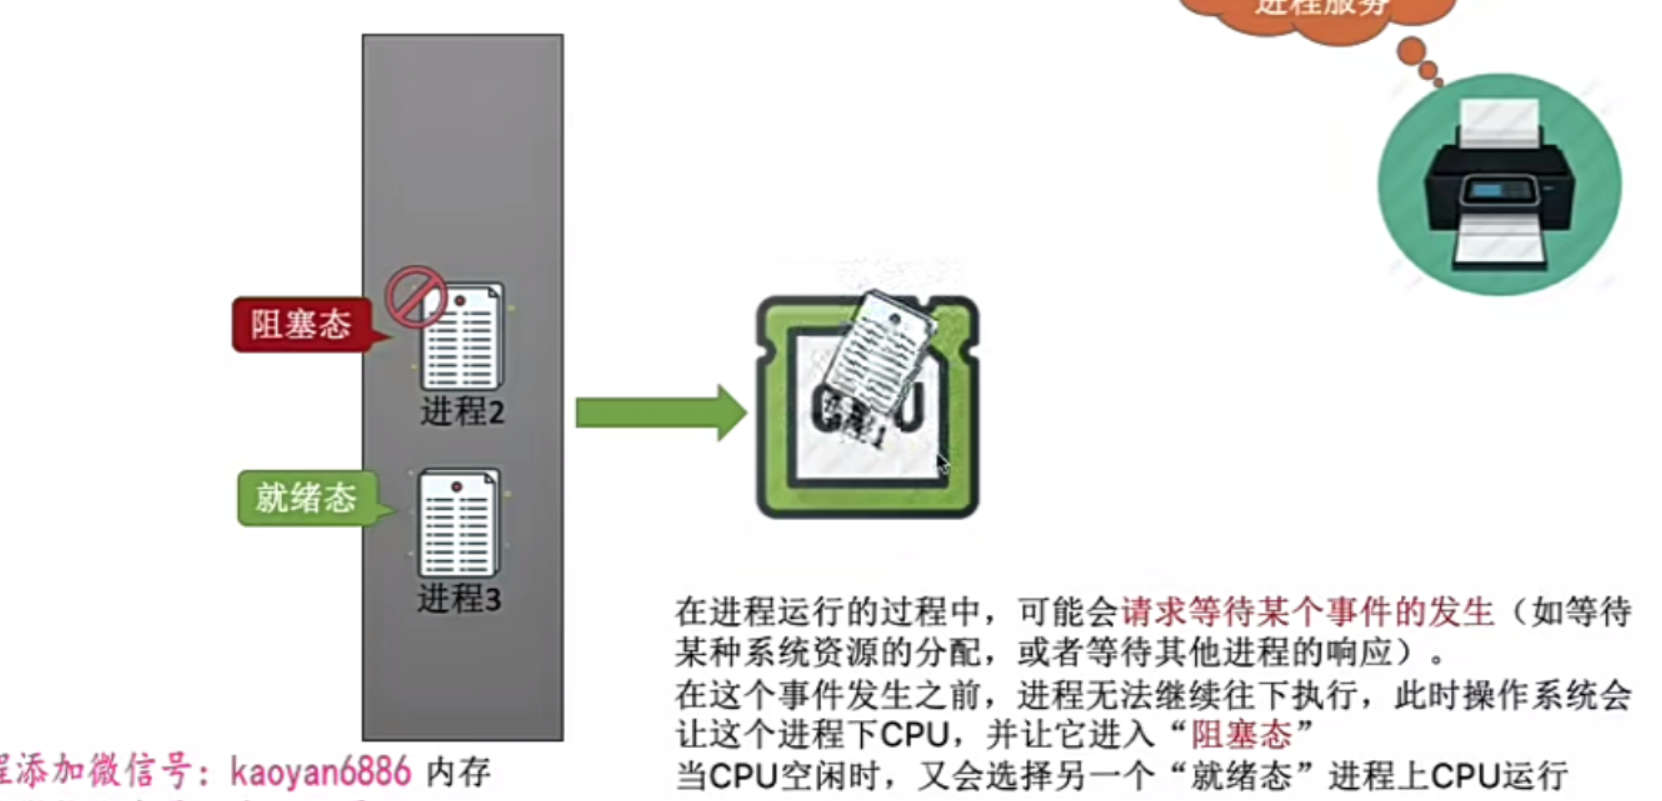 进程服务
阻塞态
进程2
就绪态
进程3
在进程运行的过程中，可能会请求等待某个事件的发生（如等待
某种系统资源的分配，或者等待其他进程的响应）。
在这个事件发生之前，进程无法继续往下执行，此时操作系统会
让这个进程下CPU，并让它进入“阻塞态”
当CPU空闲时，又会选择另一个“就绪态”进程上CPU运行
程添加微信号：kaoyan6886 内存